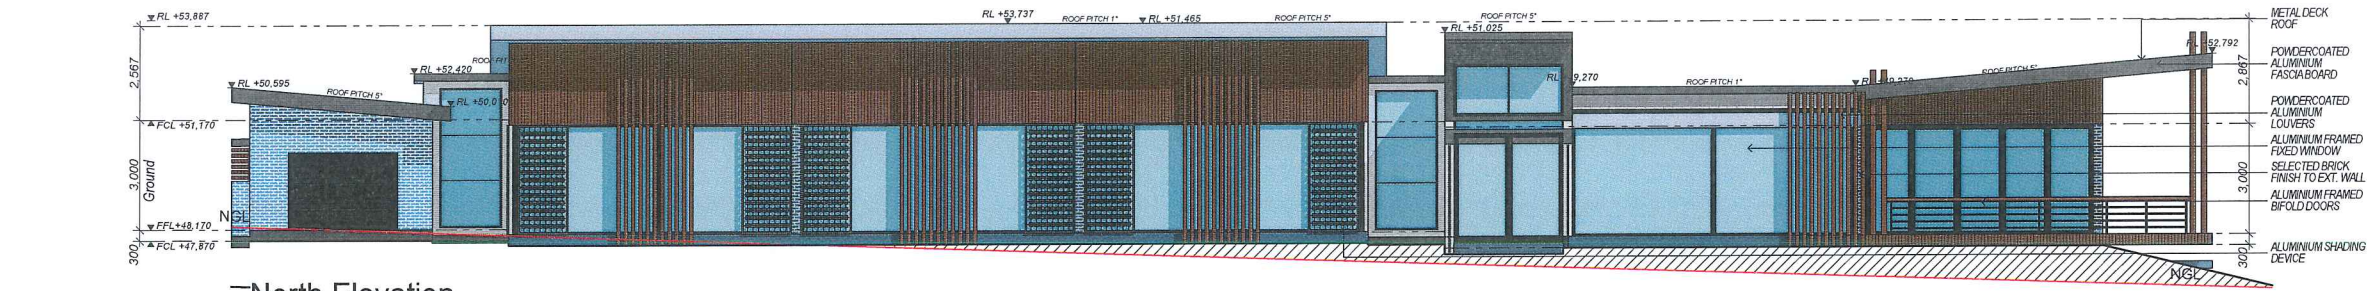 RL +53,887
RL +53,737
ROOF PITCH 1°
RL +51,465
ROOF PITCH 5°
ROOF PITCH 5°
METAL DECK
ROOF
RL +51,025
52,792
POWDERCOATED
ALUMINIUM
FASCIA BOARD
2,567
RL +52,420
2,867
RL +50,595
ROOF PITCH 5°
ROOF PITCH 1°
ROOF PITCH 5°
POWDERCOATED
ALUMINIUM
LOUVERS
FCL +51,170
ALUMINIUM FRAMED
FIXED WINDOW
3,000
Ground
SELECTED BRICK
FINISH TO EXT. WALL
3,000
ALUMINIUM FRAMED
BIFOLD DOORS
NGL
FFL +48,170
300
FCL +47,870
ALUMINIUM SHADING
DEVICE
300
NGL
North Elevation